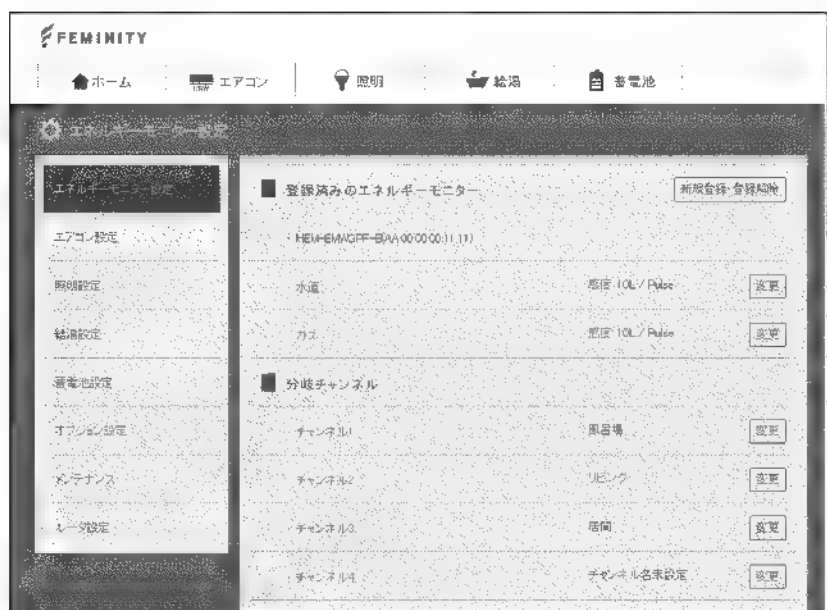 FEMINITY
ホーム エアコン 照明 給湯 蓄電池
エネルギーモニター設定
エネルギーモニター設定
エアコン設定
照明設定
給湯設定
蓄電池設定
オプション設定
メンテナンス
ルータ設定
登録済みのエネルギーモニター 新規登録・登録解除
水道 感度 10L / Pulse 変更
ガス 感度 10L / Pulse 変更
分岐チャンネル
チャンネル1 風呂場 変更
チャンネル2 リビング 変更
チャンネル3 居間 変更
チャンネル4 チャンネル名未設定 変更